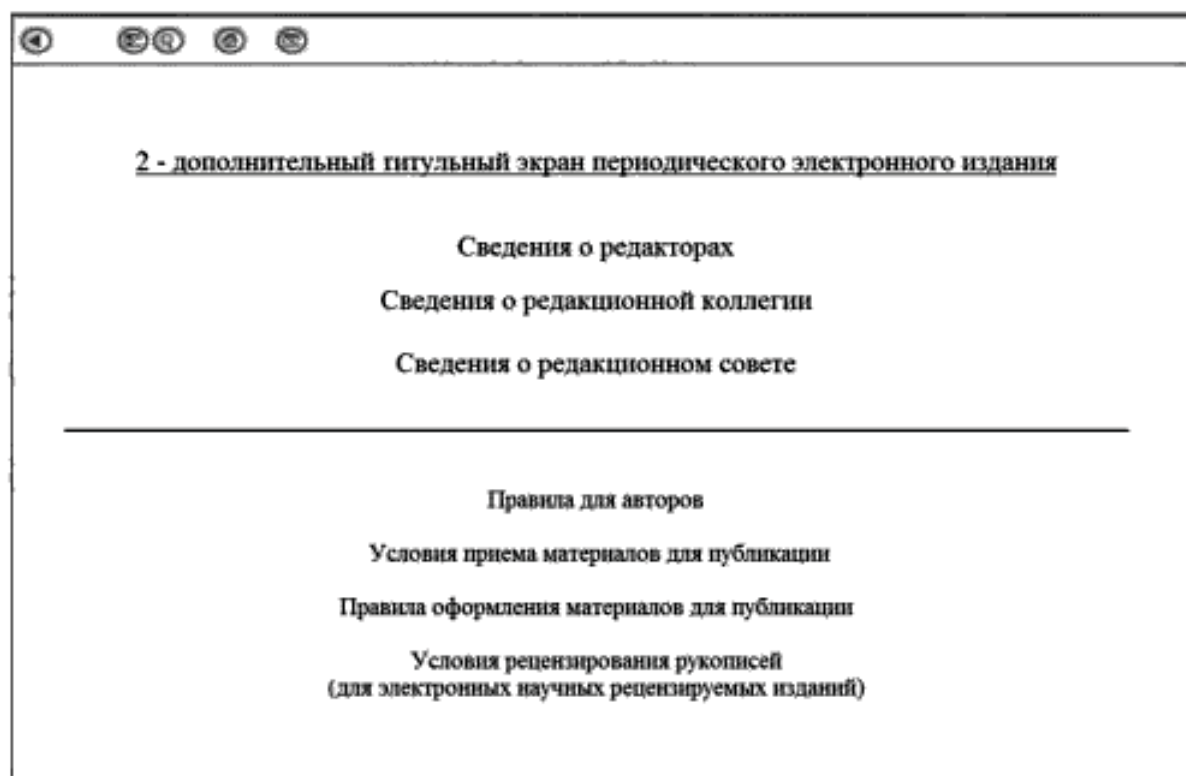 2 - дополнительный титульный экран периодического электронного издания
Сведения о редакторах
Сведения о редакционной коллегии
Сведения о редакционном совете
Правила для авторов
Условия приема материалов для публикации
Правила оформления материалов для публикации
Условия рецензирования рукописей
(для электронных научных рецензируемых изданий)